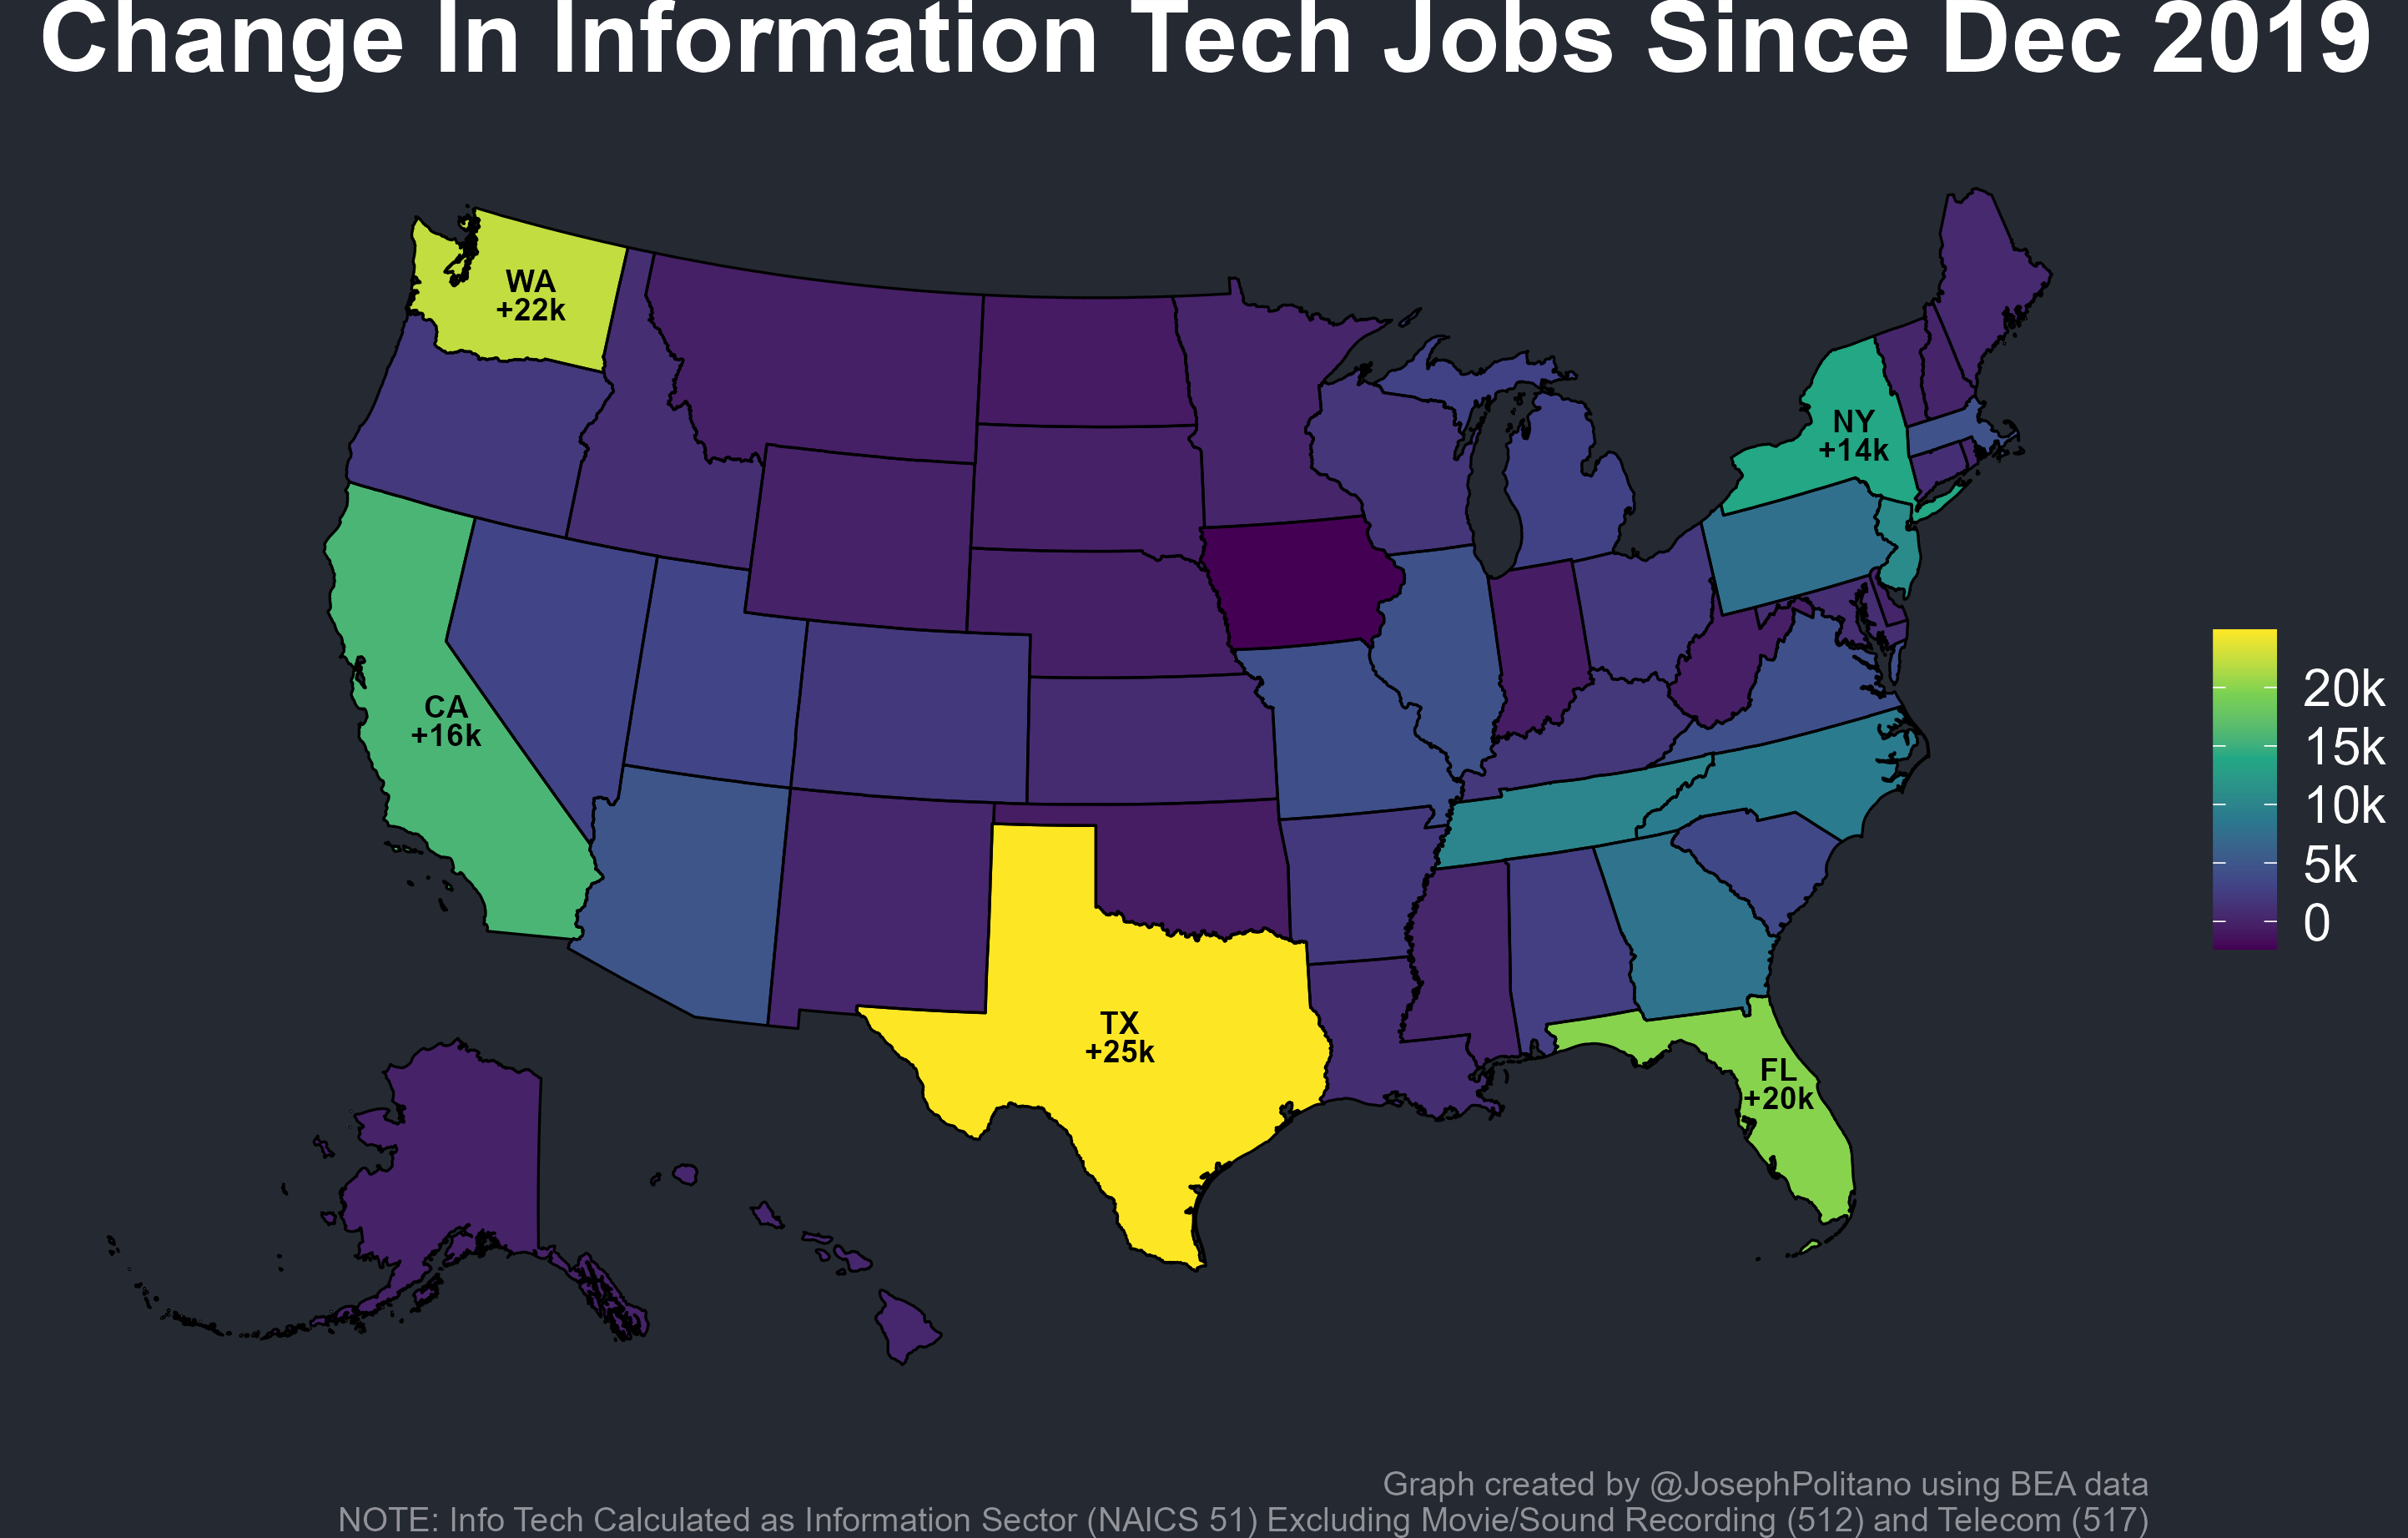 Change In Information Tech Jobs Since Dec 2019
WA
+22k
NY
+14k
CA
+16k
20k
15k
10k
5k
0
TX
+25k
FL
+20k
Graph created by @JosephPolitano using BEA data
NOTE: Info Tech Calculated as Information Sector (NAICS 51) Excluding Movie/Sound Recording (512) and Telecom (517)